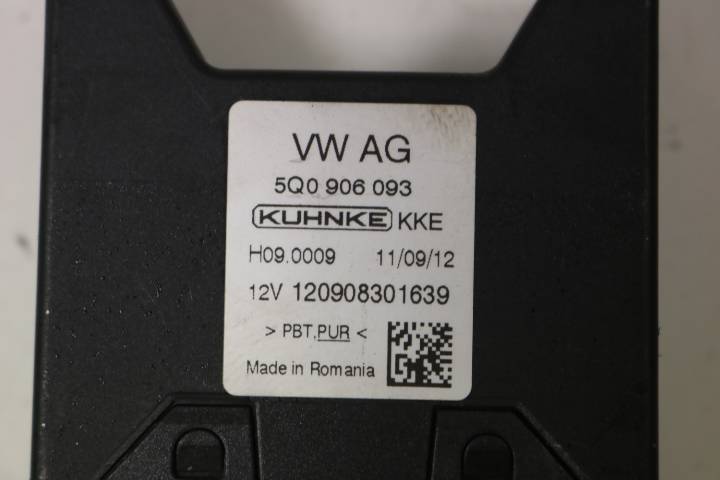 VW AG
5Q0 906 093
KUHNKE KKE
H09.0009 11/09/12
12V 120908301639
> PBT,PUR <
Made in Romania